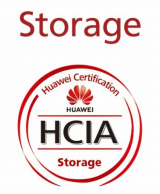 Storage
Huawei Certification
HUAWEI
HCIA
Storage